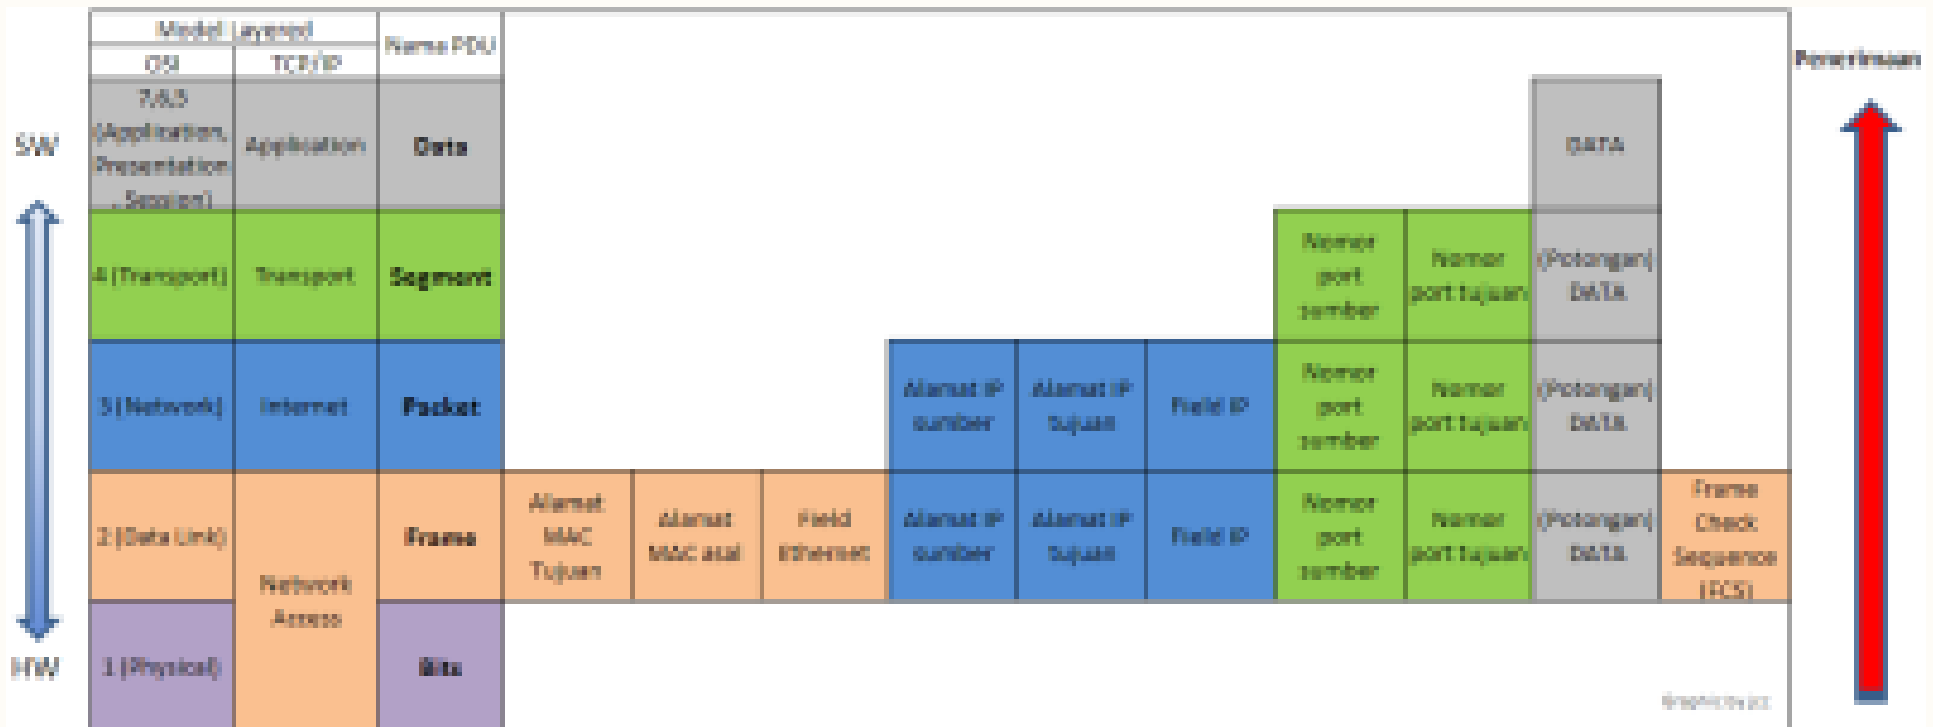 Model Layered
Nama PDU
OSI
TCP/IP
Penerimaan
SW
7,6,5
(Application,
Presentation
, Session)
Application
Data
DATA
4 (Transport)
Transport
Segment
Nomor
port
sumber
Nomor
port tujuan
(Potongan)
DATA
3 (Network)
Internet
Packet
Alamat IP
sumber
Alamat IP
tujuan
Field IP
Nomor
port
sumber
Nomor
port tujuan
(Potongan)
DATA
2 (Data Link)
Network
Access
Frame
Alamat
MAC
Tujuan
Alamat
MAC asal
Field
Ethernet
Alamat IP
sumber
Alamat IP
tujuan
Field IP
Nomor
port
sumber
Nomor
port tujuan
(Potongan)
DATA
Frame
Check
Sequence
(FCS)
HW
1 (Physical)
Bits